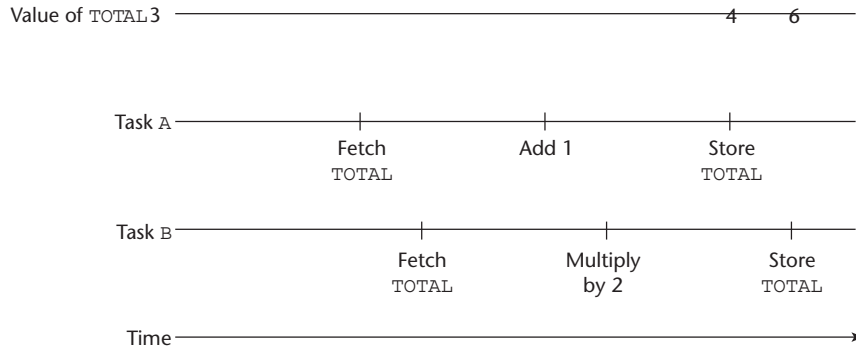 Value of TOTAL 3 4 6
Task A
Fetch Add 1 Store
TOTAL TOTAL
Task B
Fetch Multiply Store
TOTAL by 2 TOTAL
Time